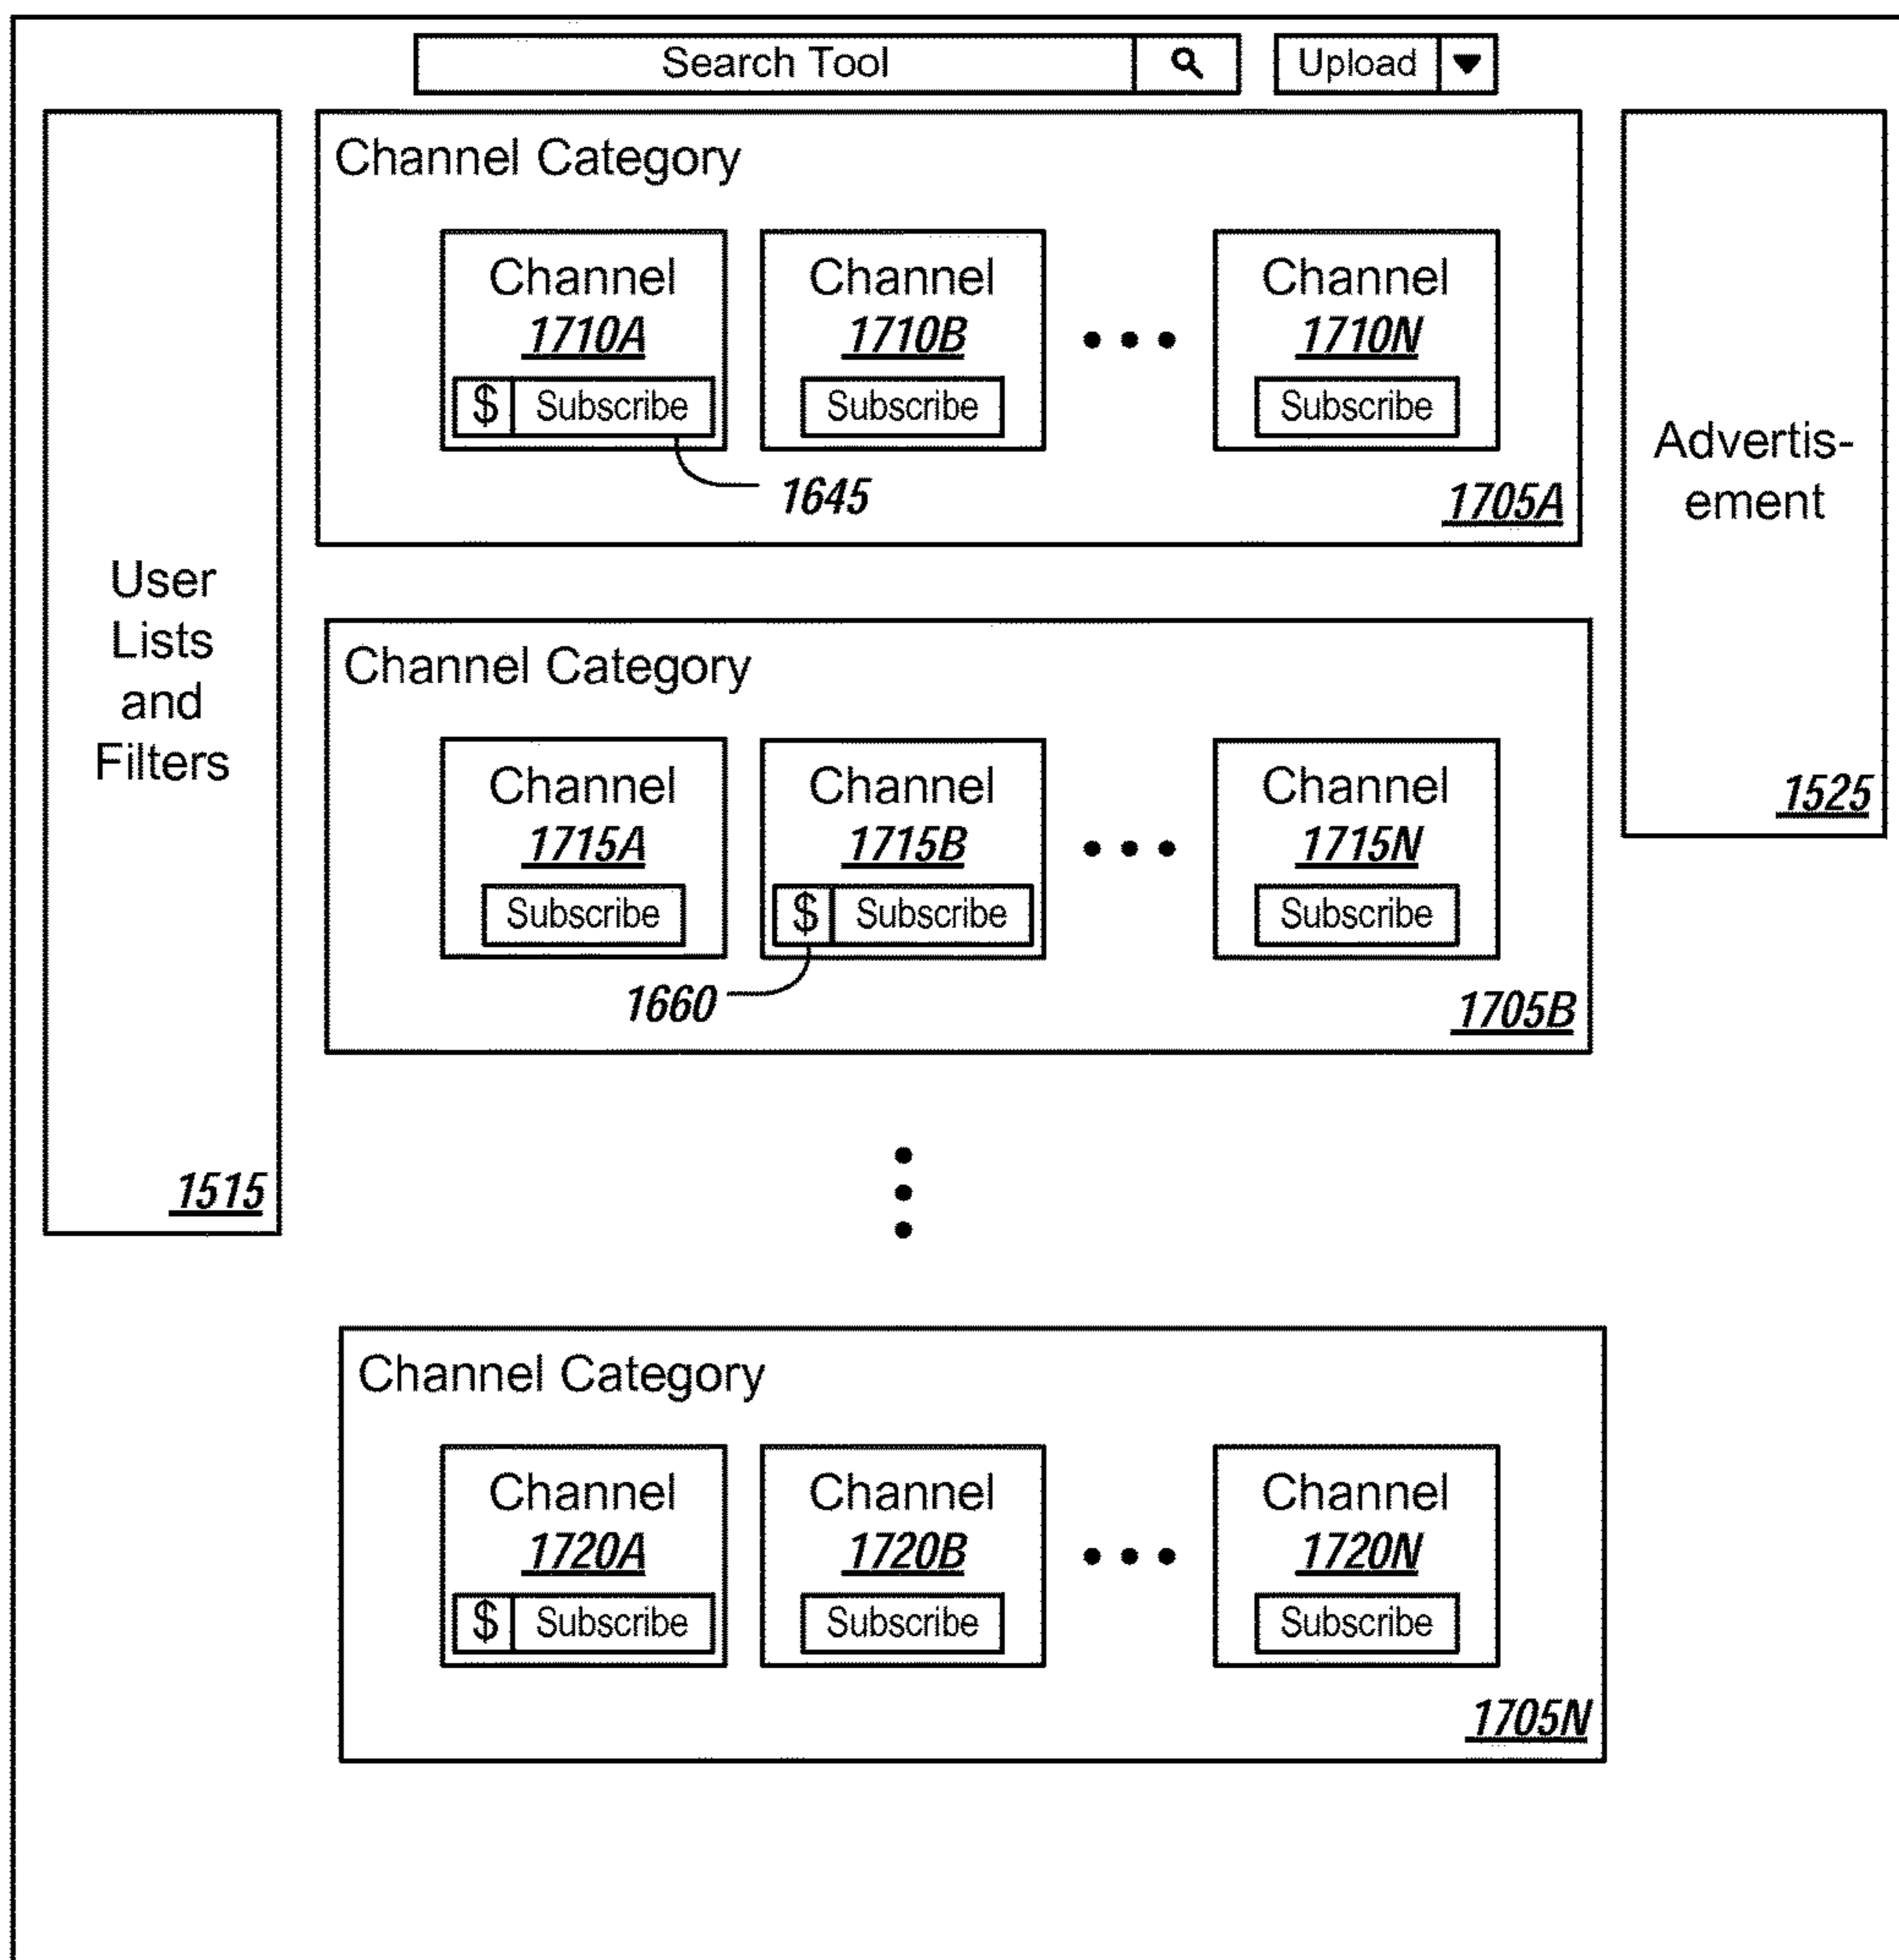 Search Tool
Upload
User
Lists
and
Filters
1515
Channel Category
Channel
1710A
$ Subscribe
Channel
1710B
Subscribe
Channel
1710N
Subscribe
1645
1705A
Advertis-
ement
1525
Channel Category
Channel
1715A
Subscribe
Channel
1715B
$ Subscribe
Channel
1715N
Subscribe
1660
1705B
Channel Category
Channel
1720A
$ Subscribe
Channel
1720B
Subscribe
Channel
1720N
Subscribe
1705N